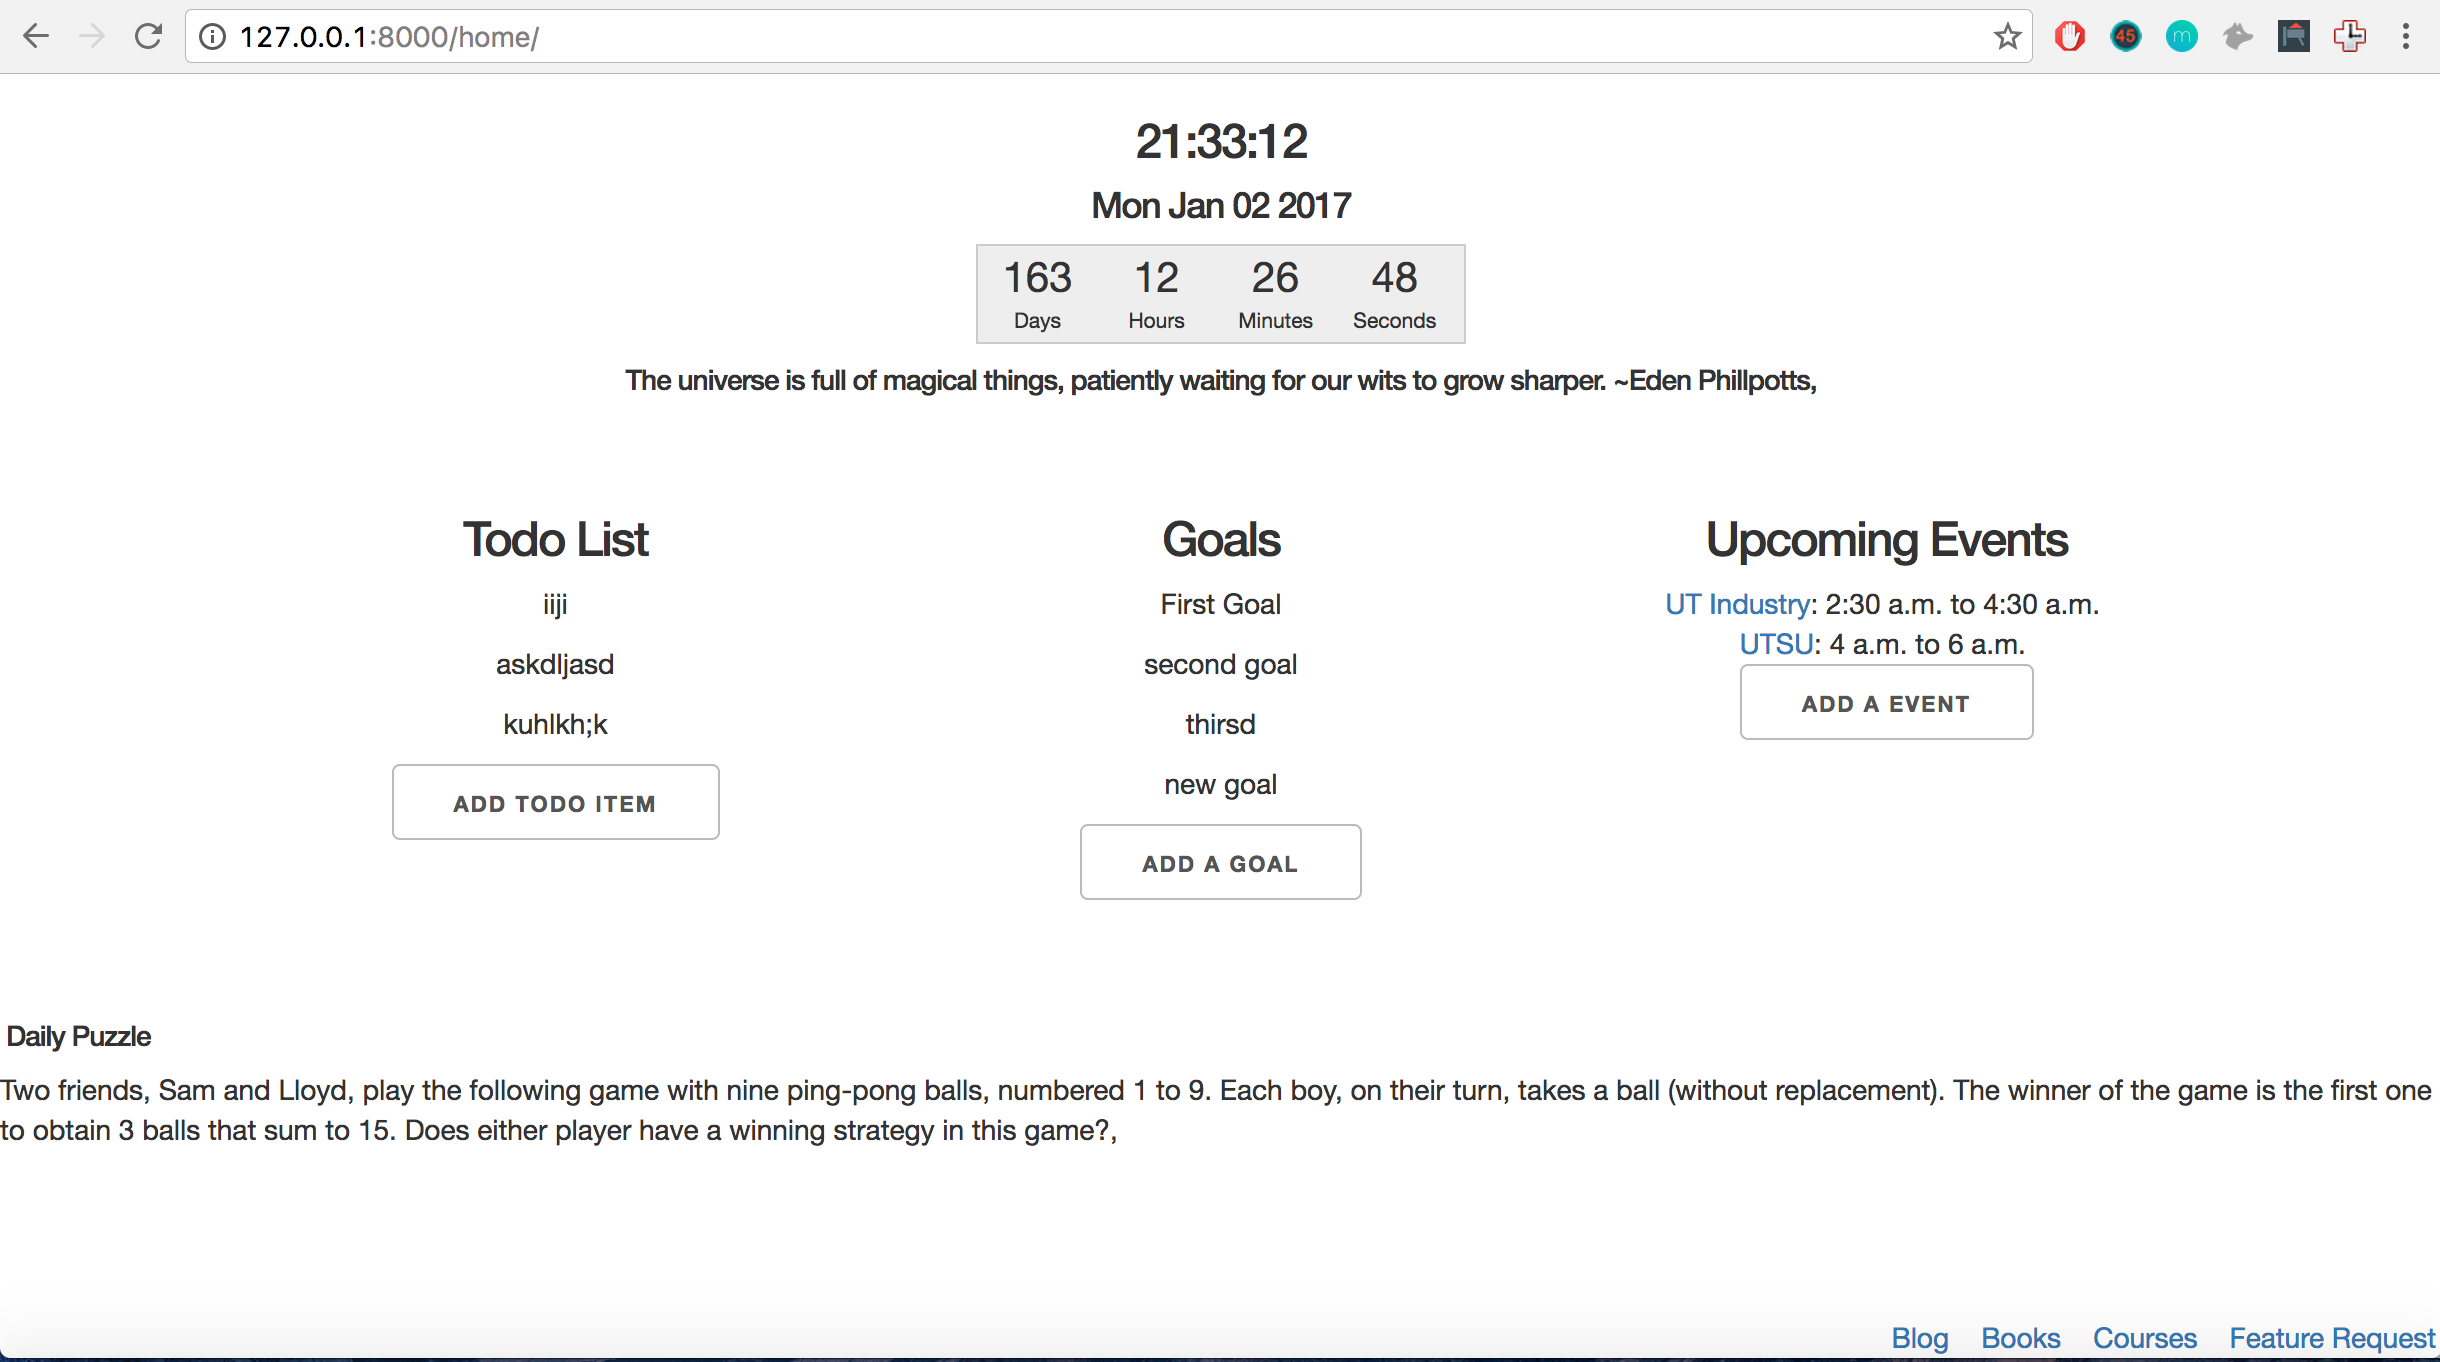 127.0.0.1:8000/home/
45
m
21:33:12
Mon Jan 02 2017
163 12 26 48
Days Hours Minutes Seconds
The universe is full of magical things, patiently waiting for our wits to grow sharper. ~Eden Phillpotts,
Todo List
iiji
askdljasd
kuhlkh;k
ADD TODO ITEM
Goals
First Goal
second goal
thirsd
new goal
ADD A GOAL
Upcoming Events
UT Industry: 2:30 a.m. to 4:30 a.m.
UTSU: 4 a.m. to 6 a.m.
ADD A EVENT
Daily Puzzle
Two friends, Sam and Lloyd, play the following game with nine ping-pong balls, numbered 1 to 9. Each boy, on their turn, takes a ball (without replacement). The winner of the game is the first one
to obtain 3 balls that sum to 15. Does either player have a winning strategy in this game?,
Blog Books Courses Feature Request